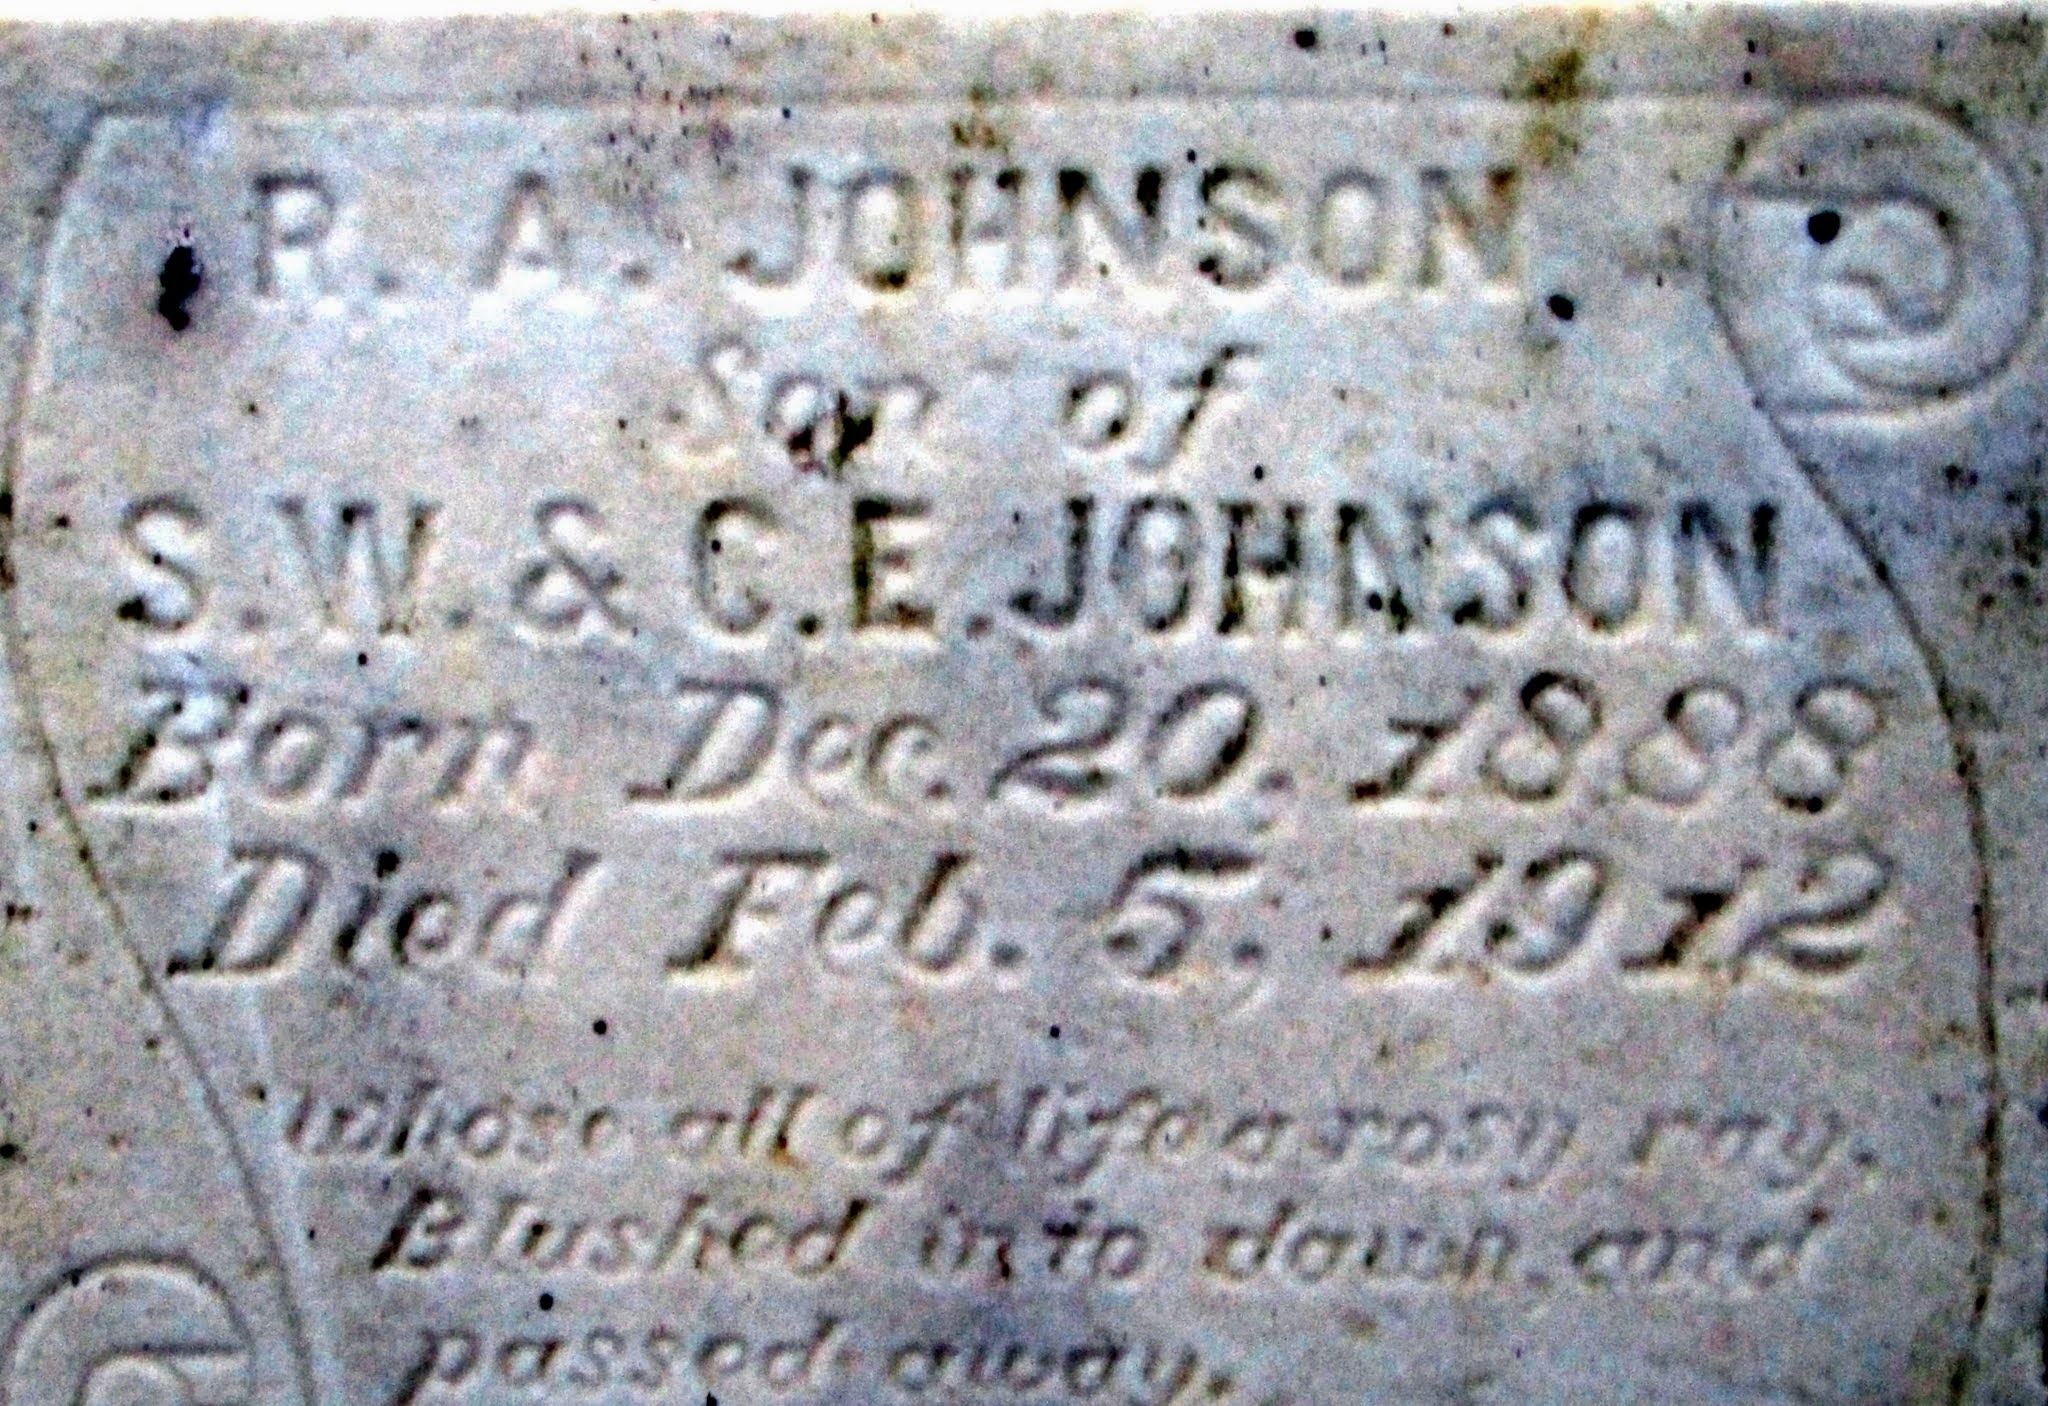 R. A. JOHNSON
Son of
S. W. & C. E. JOHNSON
Born Dec. 20, 1888
Died Feb. 5, 1912
whose all of life a rosy ray.
Blushed into dawn and
passed away.